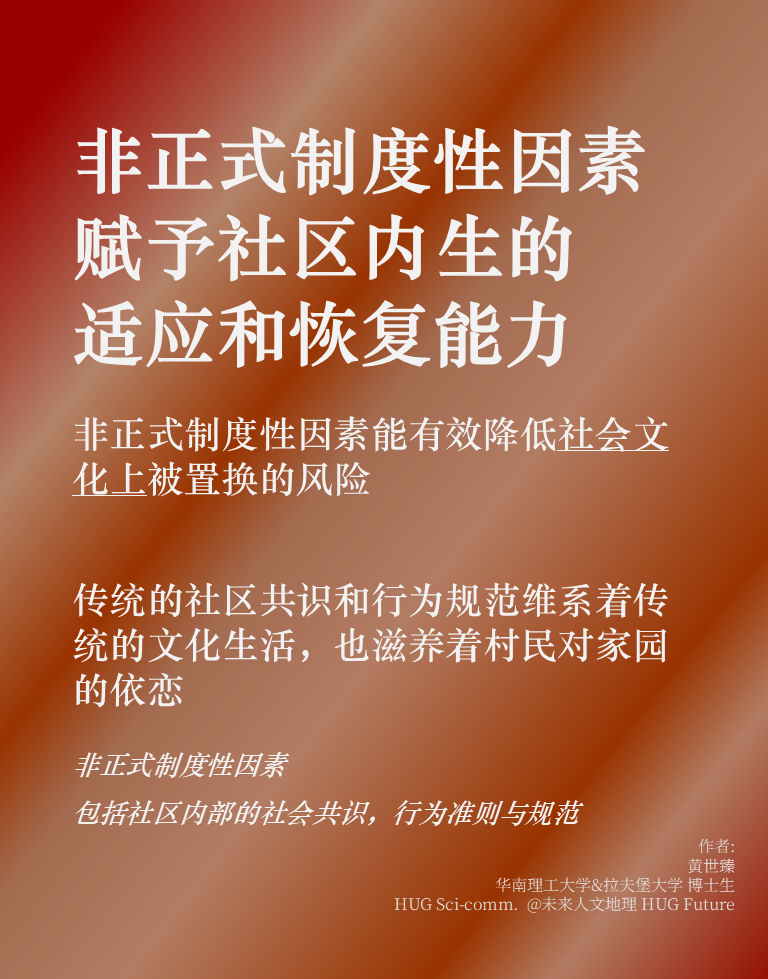 非正式制度性因素
赋予社区内生的
适应和恢复能力
非正式制度性因素能有效降低社会文
化上被置换的风险
传统的社区共识和行为规范维系着传
统的文化生活，也滋养着村民对家园
的依恋
非正式制度性因素
包括社区内部的社会共识，行为准则与规范
作者:
黄世臻
华南理工大学&拉夫堡大学 博士生
HUG Sci-comm. @未来人文地理 HUG Future